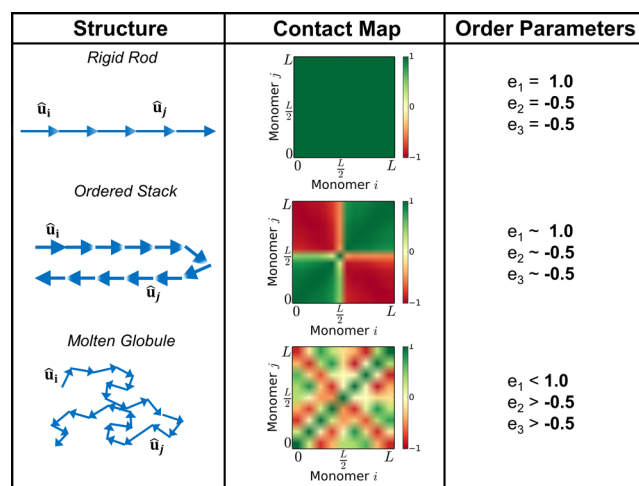 Structure
Contact Map
Order Parameters
Rigid Rod
û_i
û_j
L
L/2
0
Monomer j
0
L/2
L
Monomer i
1
0
−1
e₁ = 1.0
e₂ = -0.5
e₃ = -0.5
Ordered Stack
û_i
û_j
L
L/2
0
Monomer j
0
L/2
L
Monomer i
1
0
−1
e₁ ~ 1.0
e₂ ~ -0.5
e₃ ~ -0.5
Molten Globule
û_i
û_j
L
L/2
0
Monomer j
0
L/2
L
Monomer i
1
0
−1
e₁ < 1.0
e₂ > -0.5
e₃ > -0.5